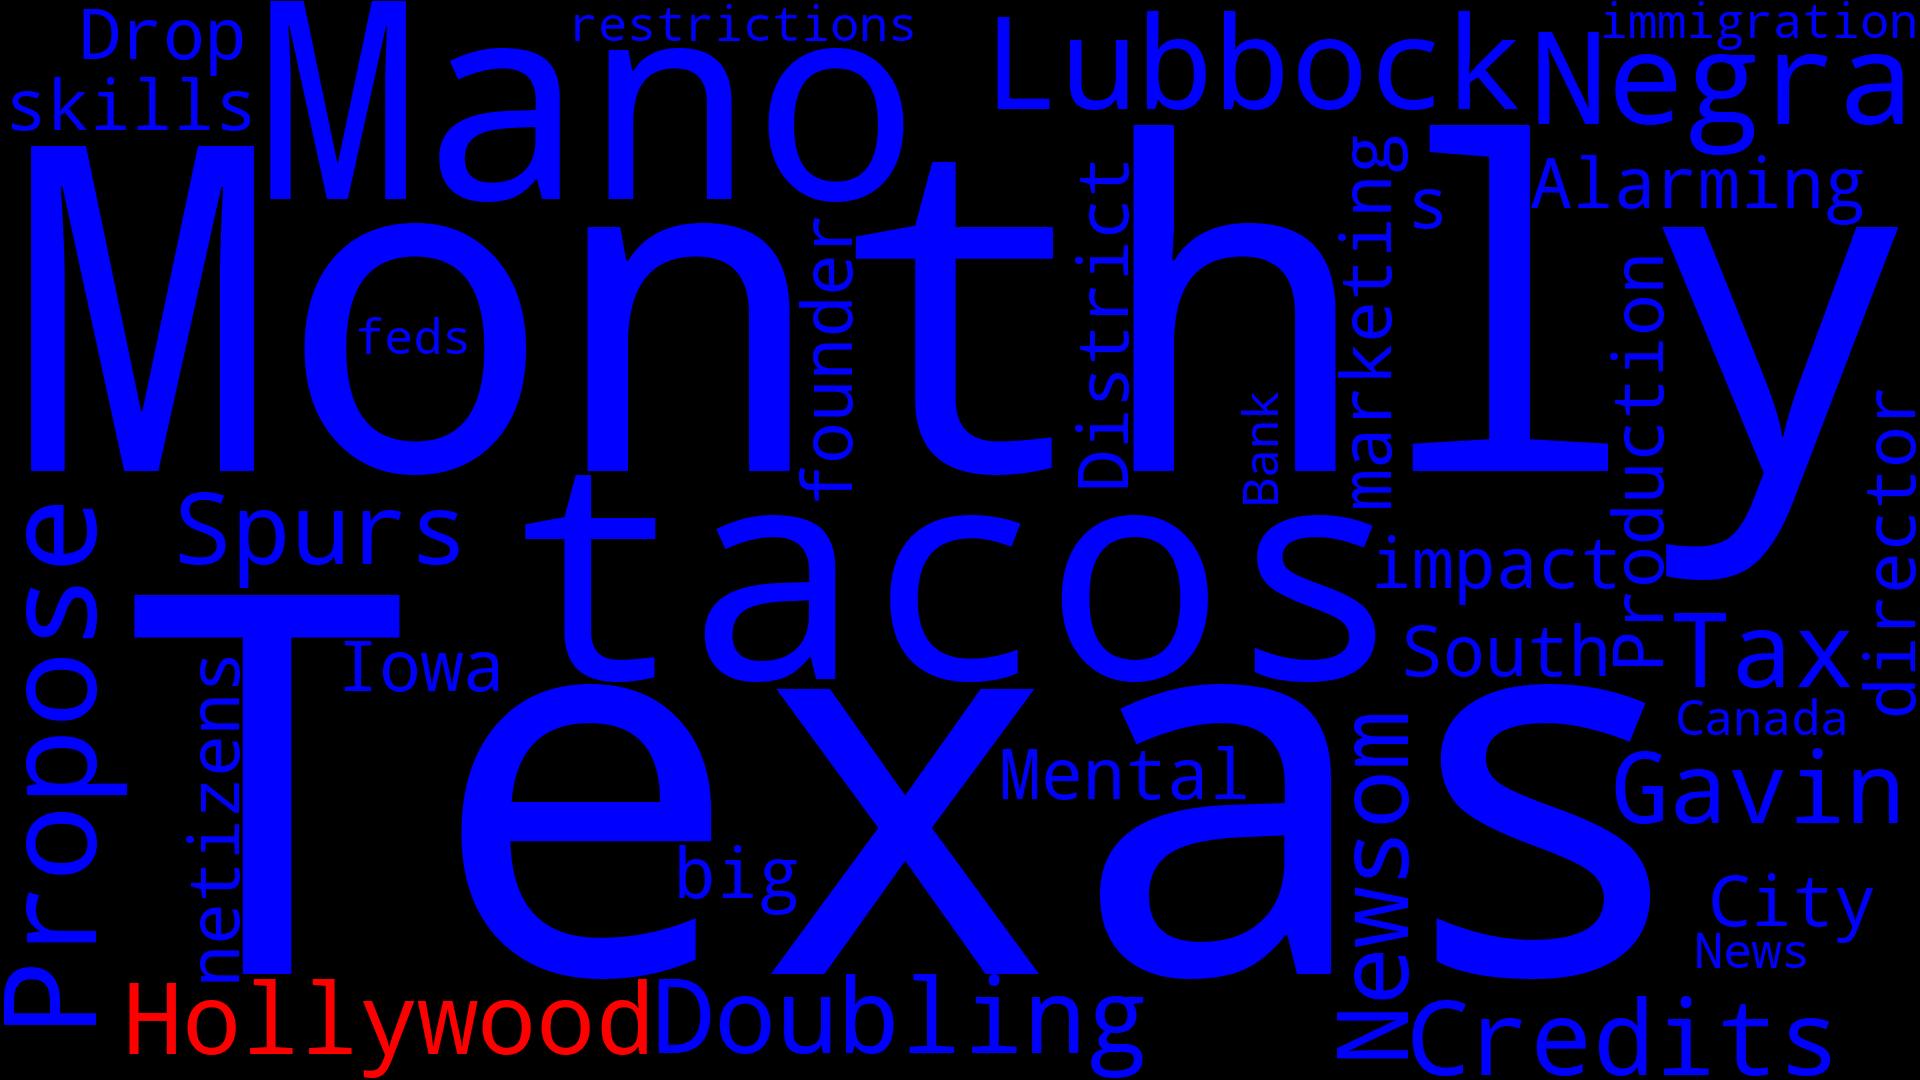 Drop
restrictions
immigration
Mano
Lubbock
Negra
skills
Monthly
Alarming
s
District
marketing
founder
feds
Production
Bank
director
Spurs
tacos
Propose
impact
Texas
Iowa
South
Tax
netizens
Canada
Mental
Newsom
Gavin
big
City
News
Hollywood
Doubling
Credits